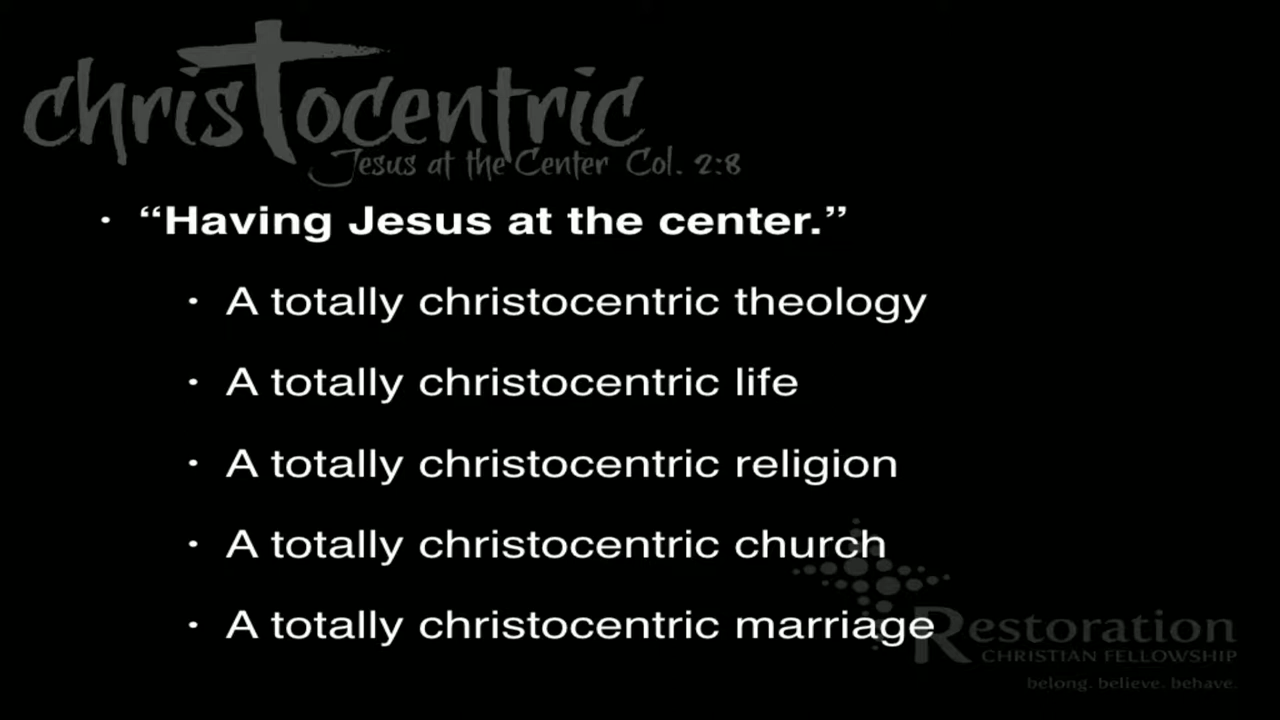 chrisTocentric
Jesus at the Center Col. 2:8
• “Having Jesus at the center.”
• A totally christocentric theology
• A totally christocentric life
• A totally christocentric religion
• A totally christocentric church
• A totally christocentric marriage
Restoration
CHRISTIAN FELLOWSHIP
belong. believe. behave.